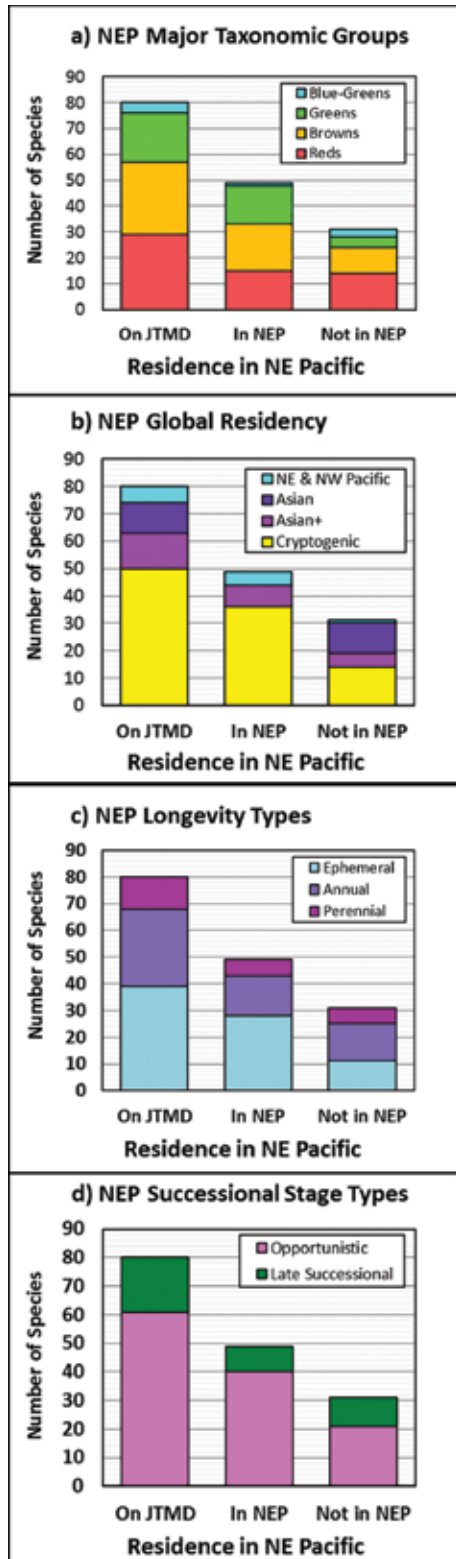 a) NEP Major Taxonomic Groups
Number of Species
90
80
70
60
50
40
30
20
10
0
Blue-Greens
Greens
Browns
Reds
On JTMD In NEP Not in NEP
Residence in NE Pacific
b) NEP Global Residency
Number of Species
90
80
70
60
50
40
30
20
10
0
NE & NW Pacific
Asian
Asian+
Cryptogenic
On JTMD In NEP Not in NEP
Residence in NE Pacific
c) NEP Longevity Types
Number of Species
90
80
70
60
50
40
30
20
10
0
Ephemeral
Annual
Perennial
On JTMD In NEP Not in NEP
Residence in NE Pacific
d) NEP Successional Stage Types
Number of Species
90
80
70
60
50
40
30
20
10
0
Opportunistic
Late Successional
On JTMD In NEP Not in NEP
Residence in NE Pacific